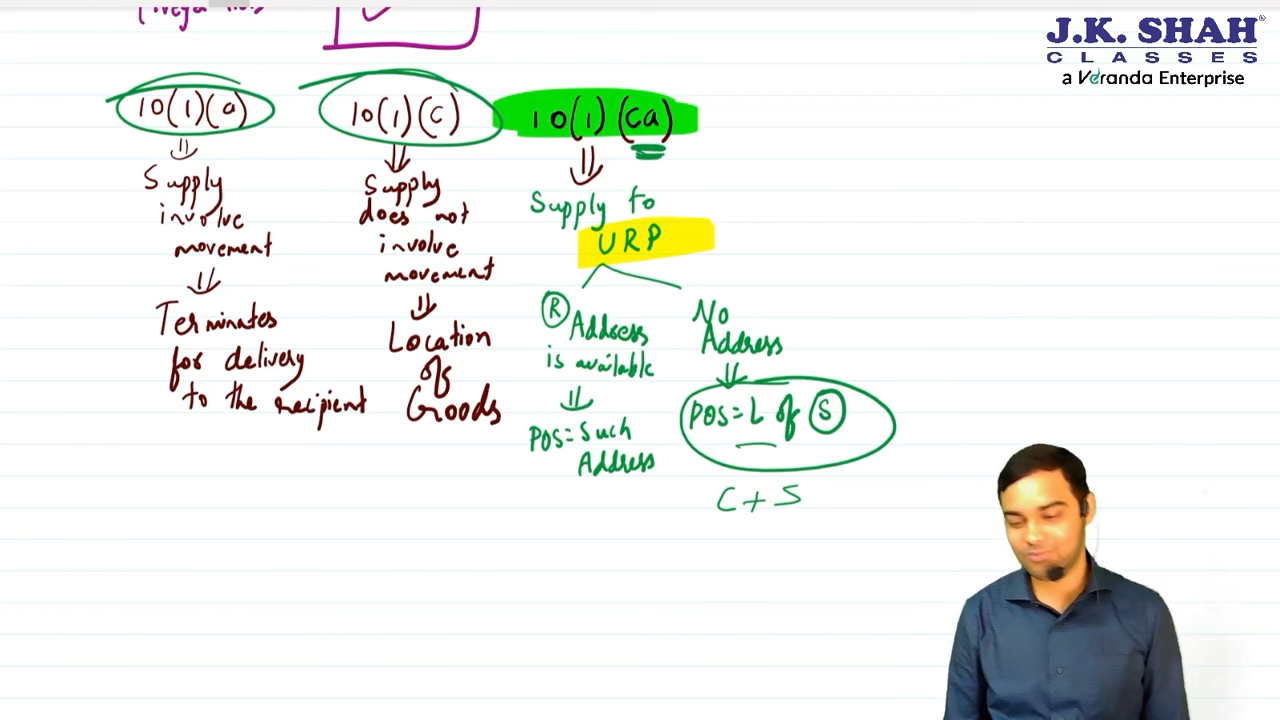 J.K. SHAH®
CLASSES
a Veranda Enterprise
10(1)(a)
⇓
Supply
involve
movement
⇓
Terminates
for delivery
to the recipient
10(1)(c)
⇓
Supply
does not
involve
movement
⇓
Location
of
Goods
10(1)(ca)
⇓
Supply to
URP
R Address
is available
⇓
POS = Such
Address
No
Address
⇓
POS = L of S
C + S